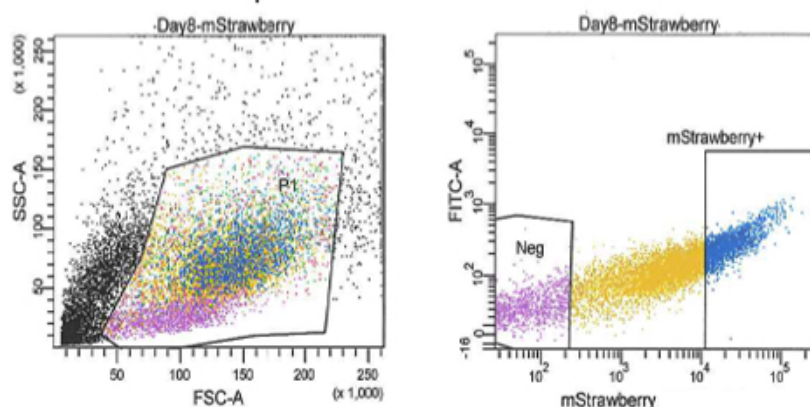 Day8-mStrawberry
(x 1,000)
250
200
150
100
50
SSC-A
P1
50 100 150 200 250
FSC-A
(x 1,000)
Day8-mStrawberry
mStrawberry+
FITC-A
10^5
10^4
10^3
10^2
0
-16
Neg
10^2 10^3 10^4 10^5
mStrawberry